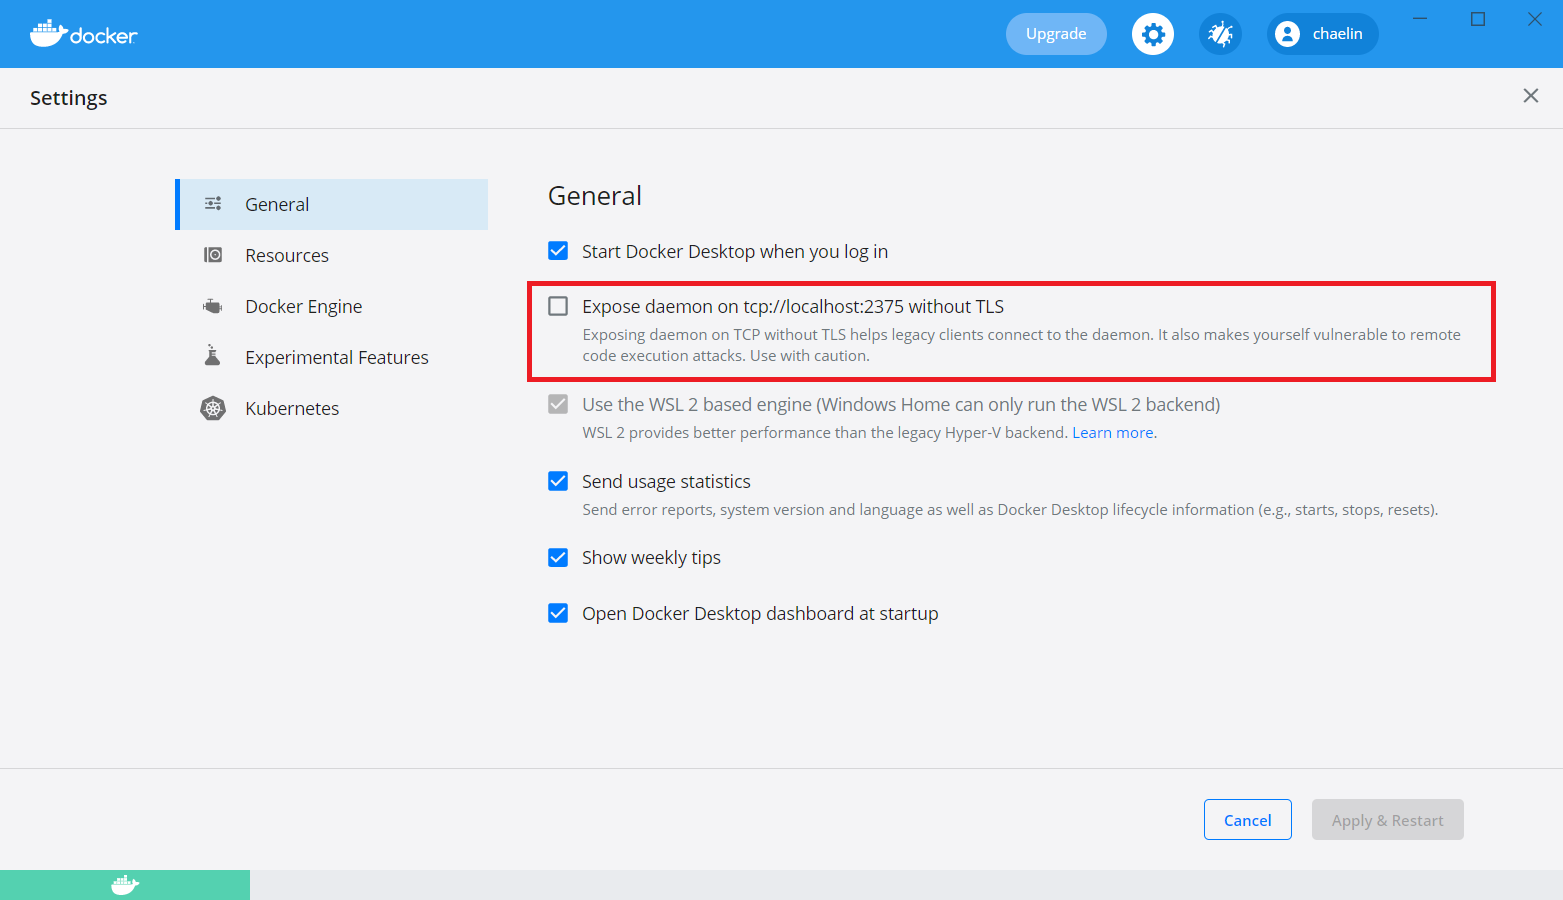 docker
Upgrade
chaelin
Settings
General
Resources
Docker Engine
Experimental Features
Kubernetes
General
Start Docker Desktop when you log in
Expose daemon on tcp://localhost:2375 without TLS
Exposing daemon on TCP without TLS helps legacy clients connect to the daemon. It also makes yourself vulnerable to remote
code execution attacks. Use with caution.
Use the WSL 2 based engine (Windows Home can only run the WSL 2 backend)
WSL 2 provides better performance than the legacy Hyper-V backend. Learn more.
Send usage statistics
Send error reports, system version and language as well as Docker Desktop lifecycle information (e.g., starts, stops, resets).
Show weekly tips
Open Docker Desktop dashboard at startup
Cancel
Apply & Restart